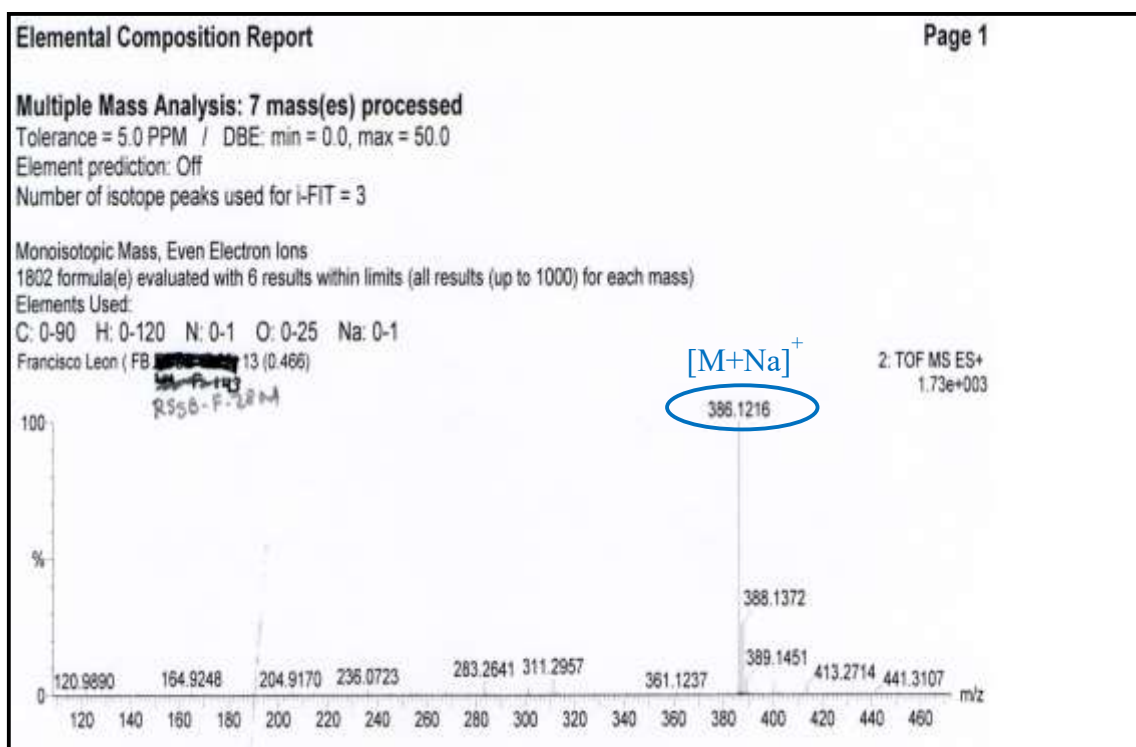 Elemental Composition Report Page 1
Multiple Mass Analysis: 7 mass(es) processed
Tolerance = 5.0 PPM / DBE: min = 0.0, max = 50.0
Element prediction: Off
Number of isotope peaks used for i-FIT = 3
Monoisotopic Mass, Even Electron Ions
1802 formula(e) evaluated with 6 results within limits (all results (up to 1000) for each mass)
Elements Used:
C: 0-90 H: 0-120 N: 0-1 O: 0-25 Na: 0-1
Francisco Leon ( FB 13 (0.466)
[M+Na]+
2: TOF MS ES+
1.73e+003
386.1216
100
%
388.1372
389.1451
120.9890 164.9248 204.9170 236.0723 283.2641 311.2957 361.1237 413.2714 441.3107
0
m/z
120 140 160 180 200 220 240 260 280 300 320 340 360 380 400 420 440 460